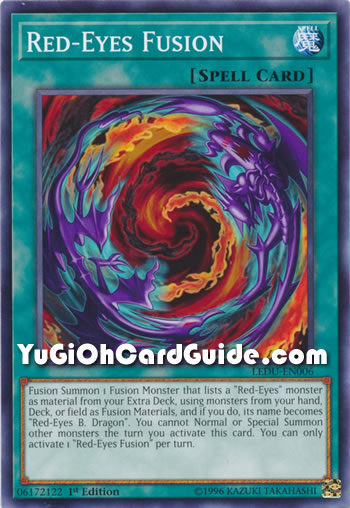 RED-EYES FUSION
SPELL
魔
[SPELL CARD]
YuGiOhCardGuide.com
LEDU-EN006
Fusion Summon 1 Fusion Monster that lists a "Red-Eyes" monster
as material from your Extra Deck, using monsters from your hand,
Deck, or field as Fusion Materials, and if you do, its name becomes
"Red-Eyes B. Dragon". You cannot Normal or Special Summon
other monsters the turn you activate this card. You can only
activate 1 "Red-Eyes Fusion" per turn.
06172122 1st Edition ©1996 KAZUKI TAKAHASHI